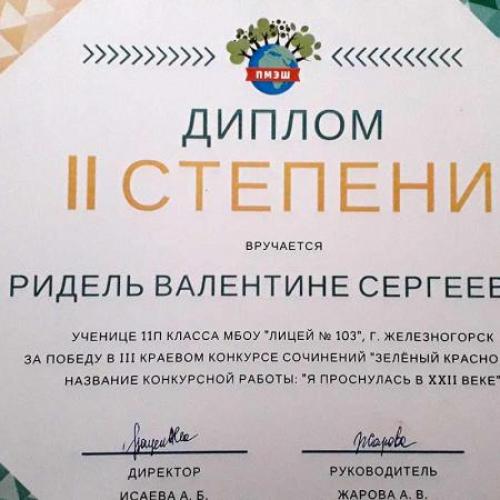 ПМЭШ
ДИПЛОМ
II СТЕПЕНИ
ВРУЧАЕТСЯ
РИДЕЛЬ ВАЛЕНТИНЕ СЕРГЕЕВ
УЧЕНИЦЕ 11П КЛАССА МБОУ "ЛИЦЕЙ № 103", Г. ЖЕЛЕЗНОГОРСК
ЗА ПОБЕДУ В III КРАЕВОМ КОНКУРСЕ СОЧИНЕНИЙ "ЗЕЛЁНЫЙ КРАСНО
НАЗВАНИЕ КОНКУРСНОЙ РАБОТЫ: "Я ПРОСНУЛАСЬ В XXII ВЕКЕ"
ДИРЕКТОР РУКОВОДИТЕЛЬ
ИСАЕВА А. Б. ЖАРОВА А. В.